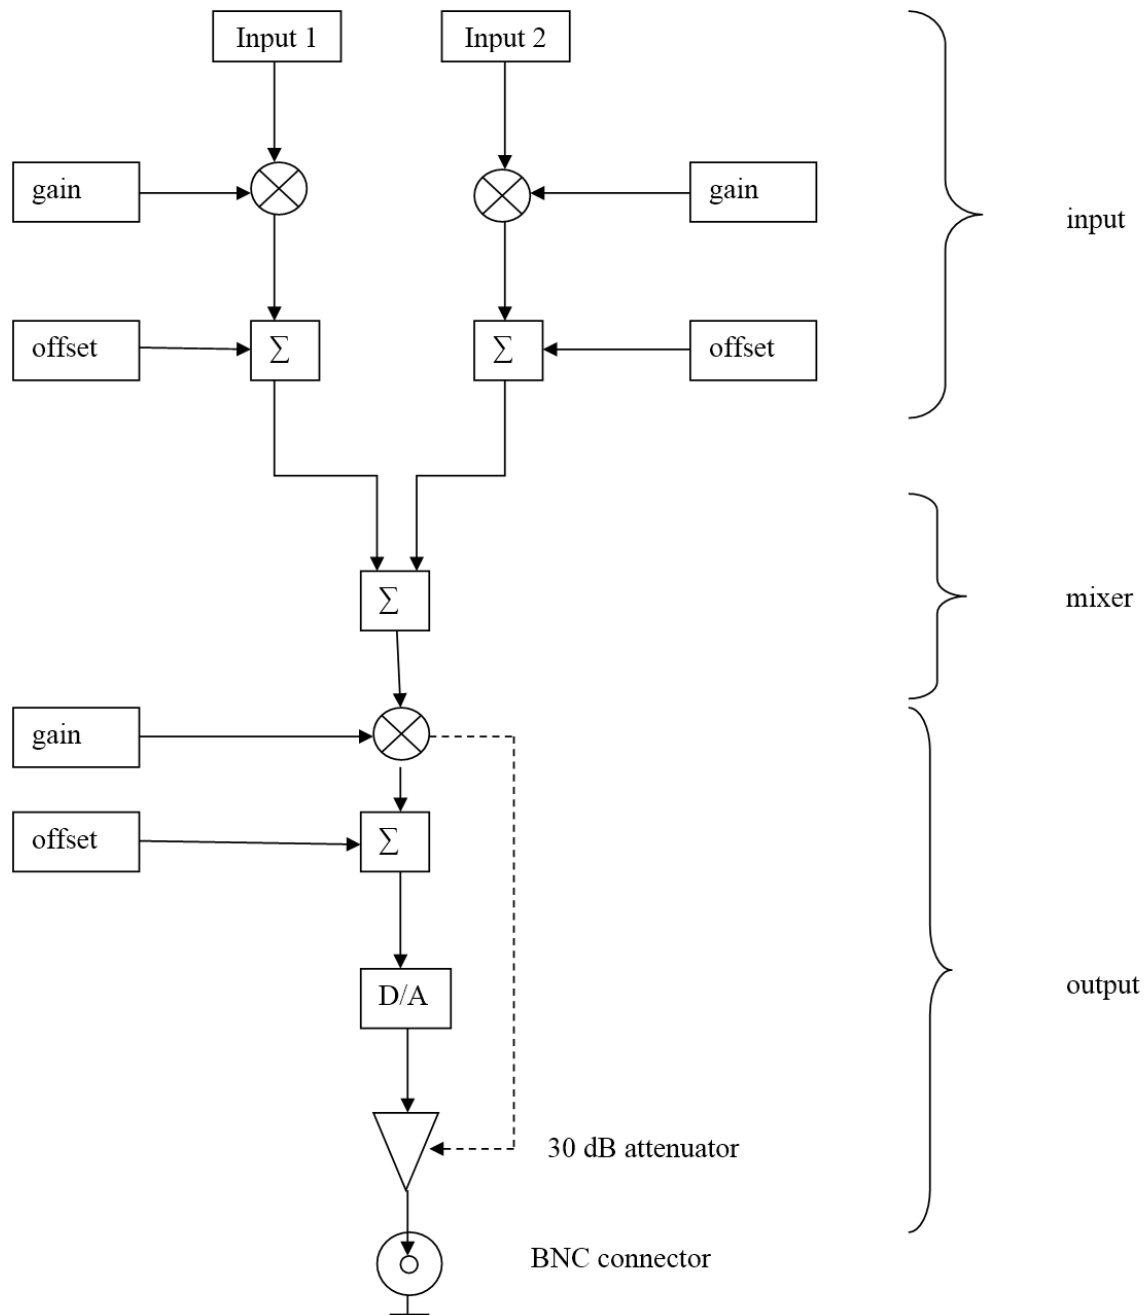 Input 1
Input 2
gain
gain
input
offset
∑
∑
offset
∑
mixer
gain
offset
∑
D/A
output
30 dB attenuator
BNC connector